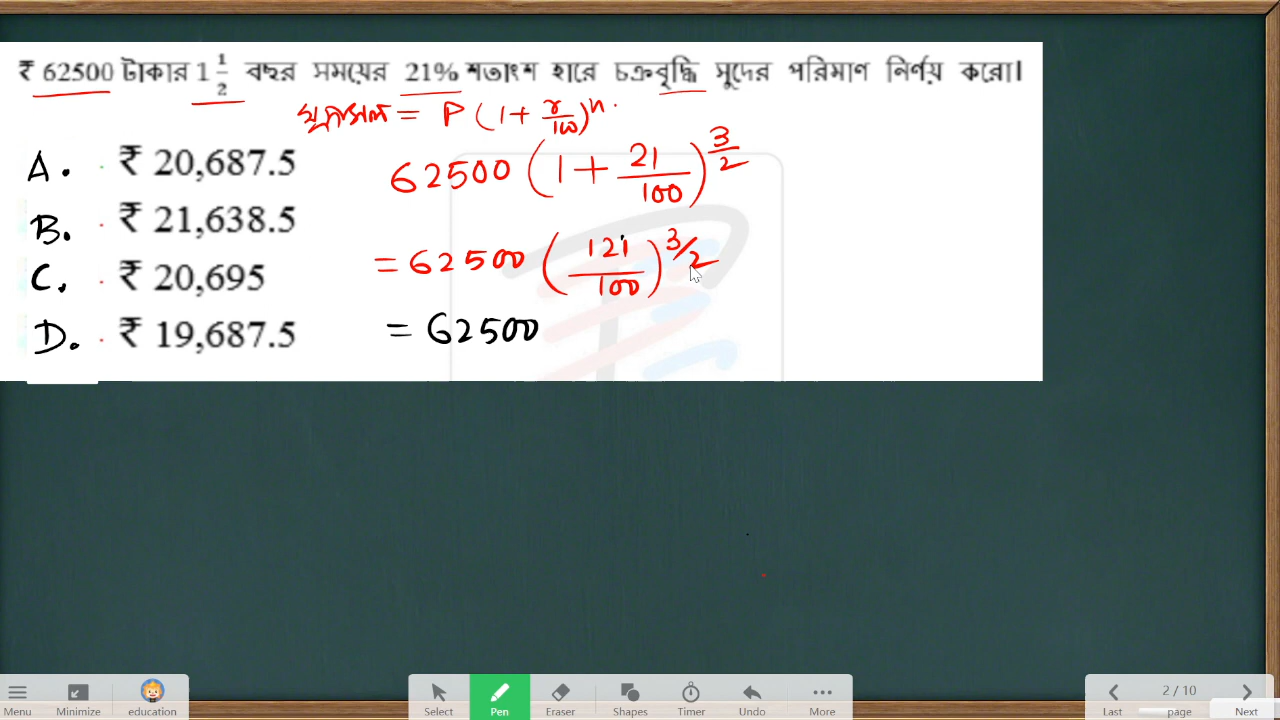 ₹ 62500 টাকার 1 1/2 বছর সময়ের 21% শতাংশ হারে চক্রবৃদ্ধি সুদের পরিমাণ নির্ণয় করো।
= P (1 + r/100)^n
A. ₹ 20,687.5
62500 (1 + 21/100)^3/2
B. ₹ 21,638.5
= 62500 (121/100)^3/2
C. ₹ 20,695
D. ₹ 19,687.5
= 62500
Menu
Minimize
education
Select
Pen
Eraser
Shapes
Timer
Undo
More
2 / 10
Last
page
Next